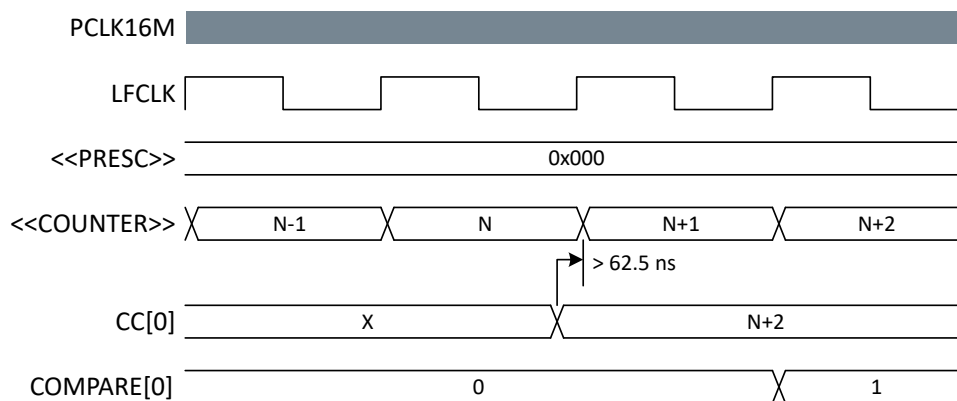 PCLK16M
LFCLK
<<PRESC>> 0x000
<<COUNTER>> N-1 N N+1 N+2
> 62.5 ns
CC[0] X N+2
COMPARE[0] 0 1